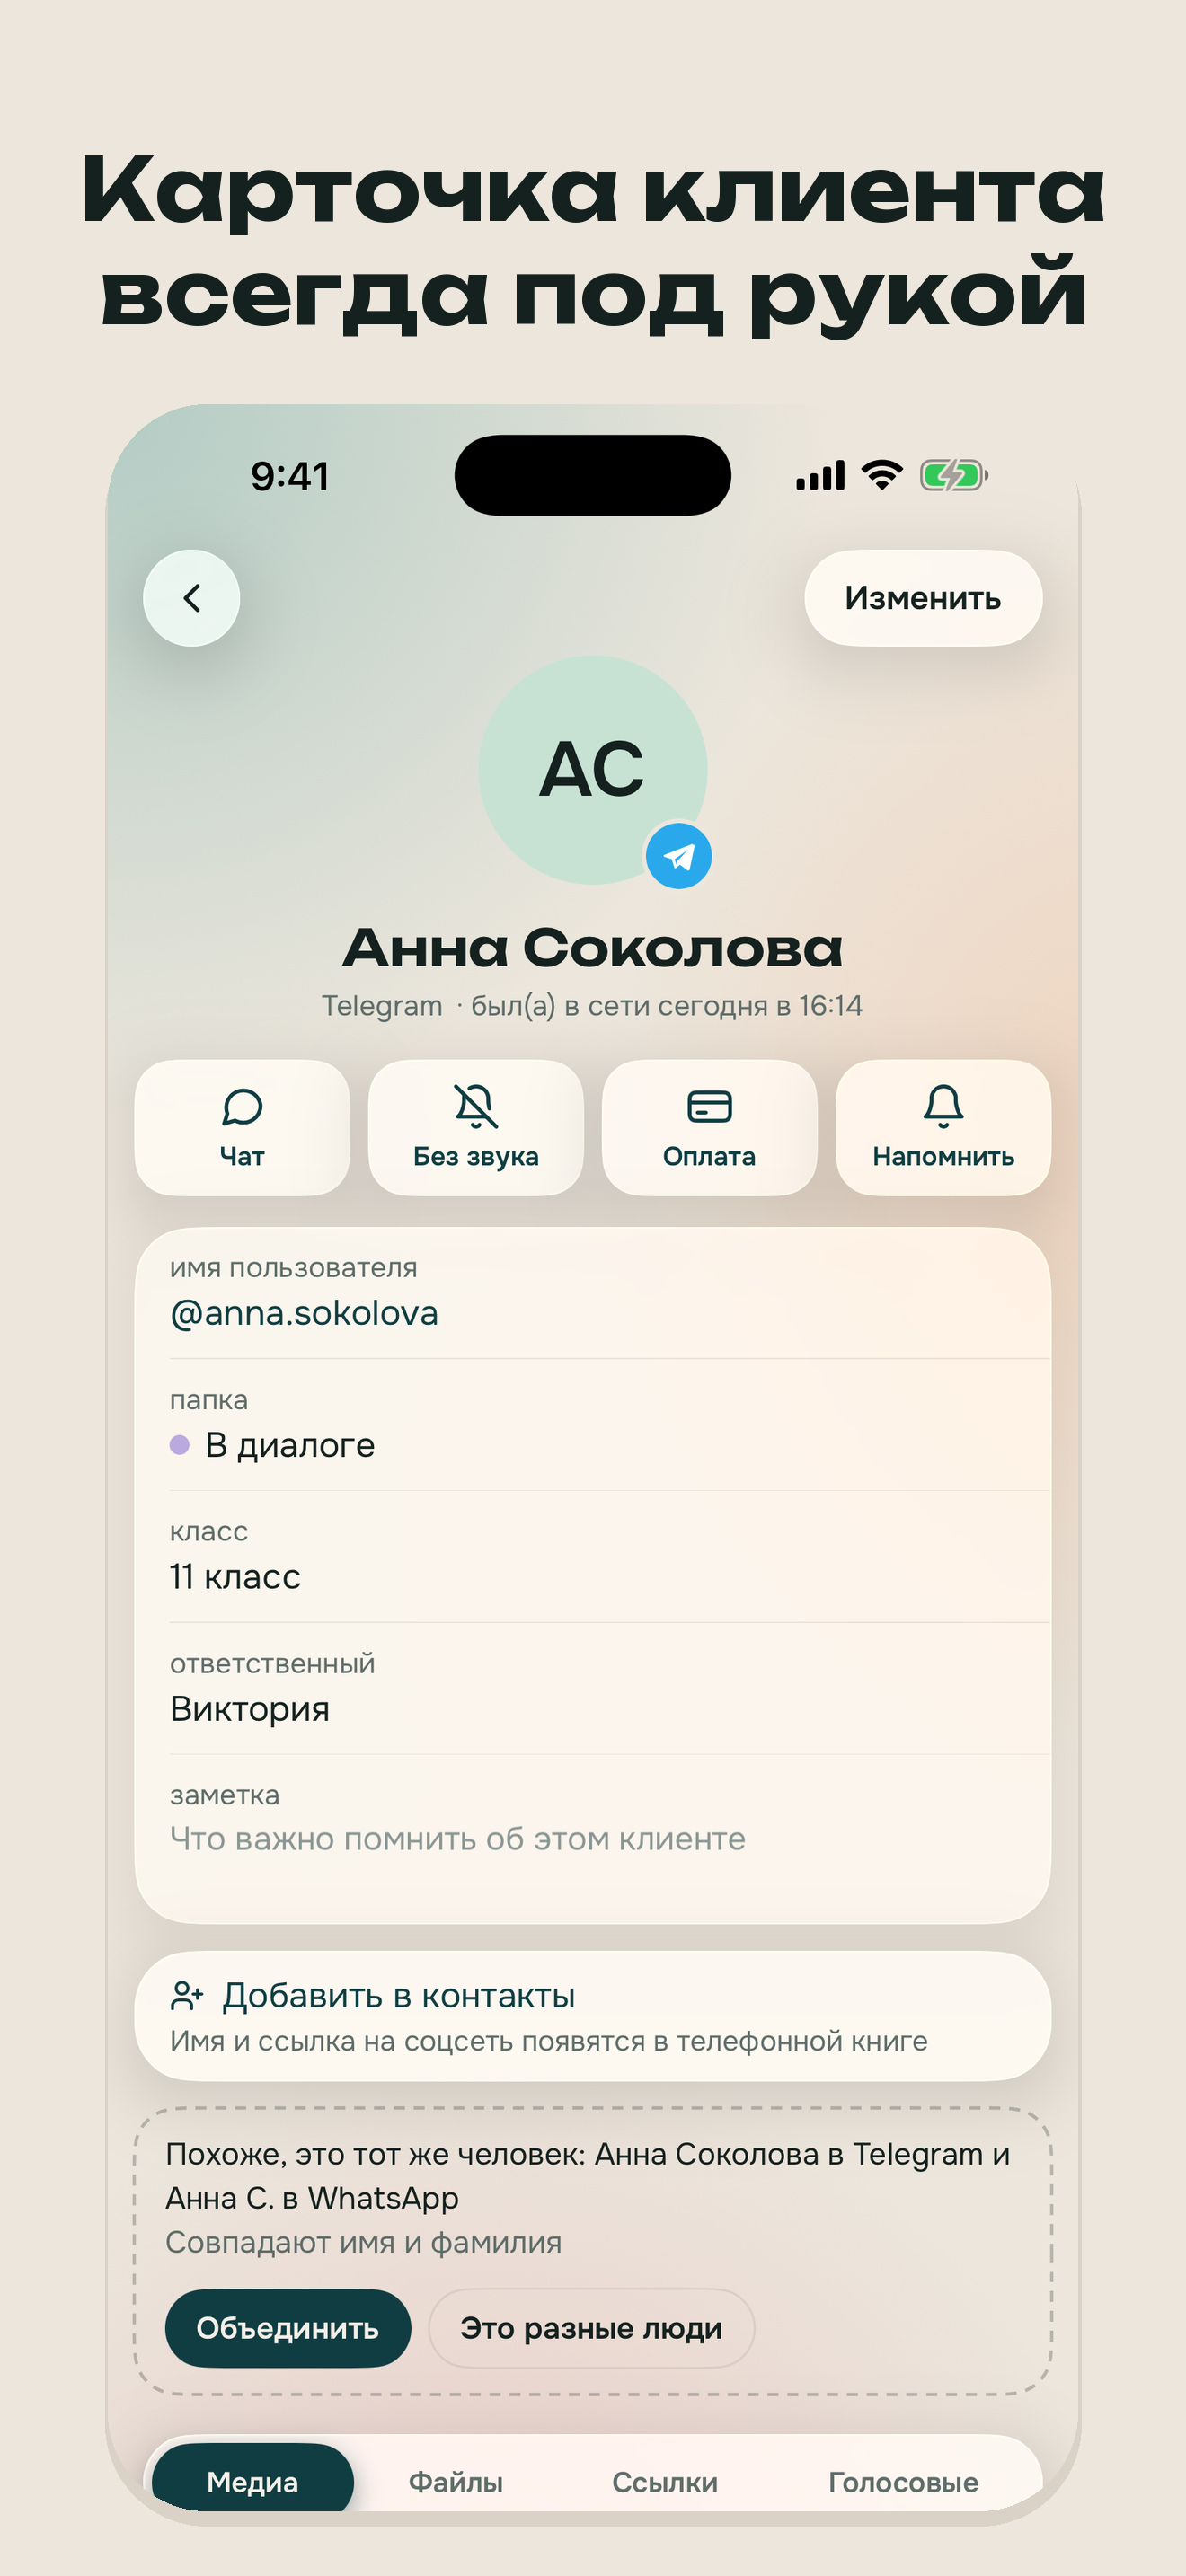 Карточка клиента
всегда под рукой
9:41
Изменить
АС
Анна Соколова
Telegram · был(а) в сети сегодня в 16:14
Чат
Без звука
Оплата
Напомнить
имя пользователя
@anna.sokolova
папка
В диалоге
класс
11 класс
ответственный
Виктория
заметка
Что важно помнить об этом клиенте
Добавить в контакты
Имя и ссылка на соцсеть появятся в телефонной книге
Похоже, это тот же человек: Анна Соколова в Telegram и
Анна С. в WhatsApp
Совпадают имя и фамилия
Объединить
Это разные люди
Медиа
Файлы
Ссылки
Голосовые